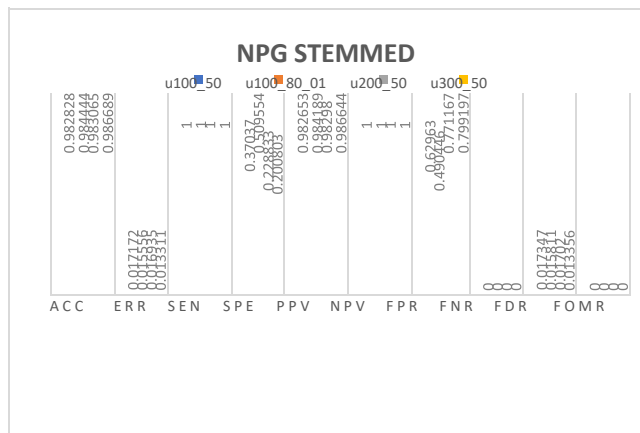 NPG STEMMED
u100_50 u100_80_01 u200_50 u300_50
0.982828 0.984444 0.983065 0.986689
0.017172 0.015556 0.016935 0.013311
1 1 1 1
0.37037 0.509554 0.228833 0.200803
0.982653 0.984189 0.98298 0.986644
1 1 1 1
0.62963 0.490446 0.771167 0.799197
0 0 0 0
0.017347 0.015811 0.01702 0.013356
0 0 0 0
ACC ERR SEN SPE PPV NPV FPR FNR FDR FOMR